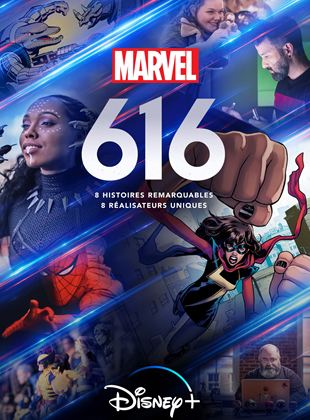 MARVEL
616
8 HISTOIRES REMARQUABLES
8 RÉALISATEURS UNIQUES
Disney+